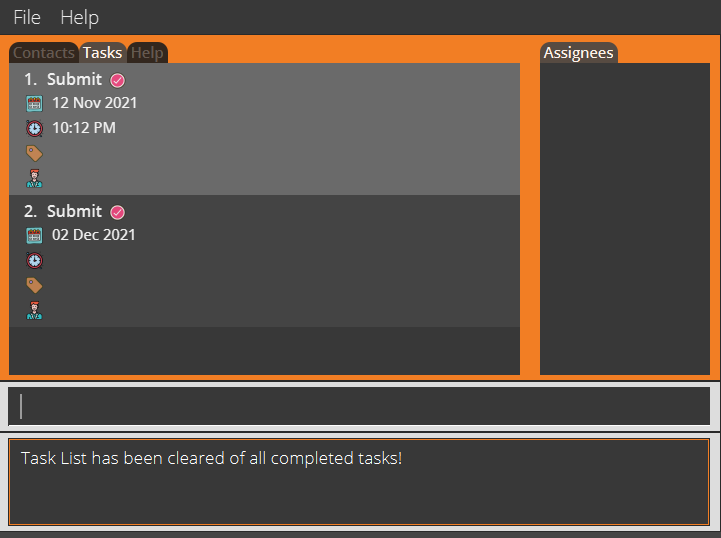 File Help
Contacts Tasks Help
Assignees
1. Submit
12 Nov 2021
10:12 PM
2. Submit
02 Dec 2021
Task List has been cleared of all completed tasks!